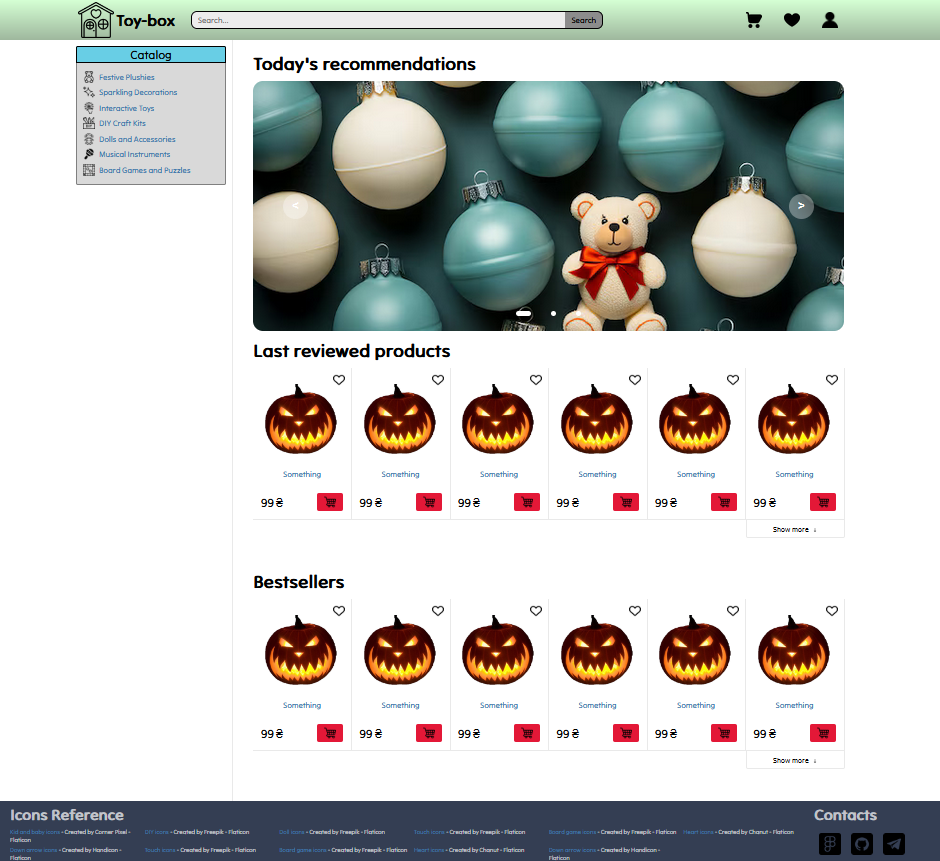 Toy-box
Search...
Search
Catalog
Festive Plushies
Sparkling Decorations
Interactive Toys
DIY Craft Kits
Dolls and Accessories
Musical Instruments
Board Games and Puzzles
Today's recommendations
<
>
Last reviewed products
Something Something Something Something Something Something
99 ₴ 99 ₴ 99 ₴ 99 ₴ 99 ₴ 99 ₴
Show more ↓
Bestsellers
Something Something Something Something Something Something
99 ₴ 99 ₴ 99 ₴ 99 ₴ 99 ₴ 99 ₴
Show more ↓
Icons Reference
Kid and baby icons - Created by Corner Pixel -
Flaticon
DIY icons - Created by Freepik - Flaticon
Doll icons - Created by Freepik - Flaticon
Touch icons - Created by Freepik - Flaticon
Board game icons - Created by Freepik - Flaticon
Heart icons - Created by Chanut - Flaticon
Down arrow icons - Created by Handicon -
Flaticon
Touch icons - Created by Freepik - Flaticon
Board game icons - Created by Freepik - Flaticon
Heart icons - Created by Chanut - Flaticon
Down arrow icons - Created by Handicon -
Flaticon
Contacts